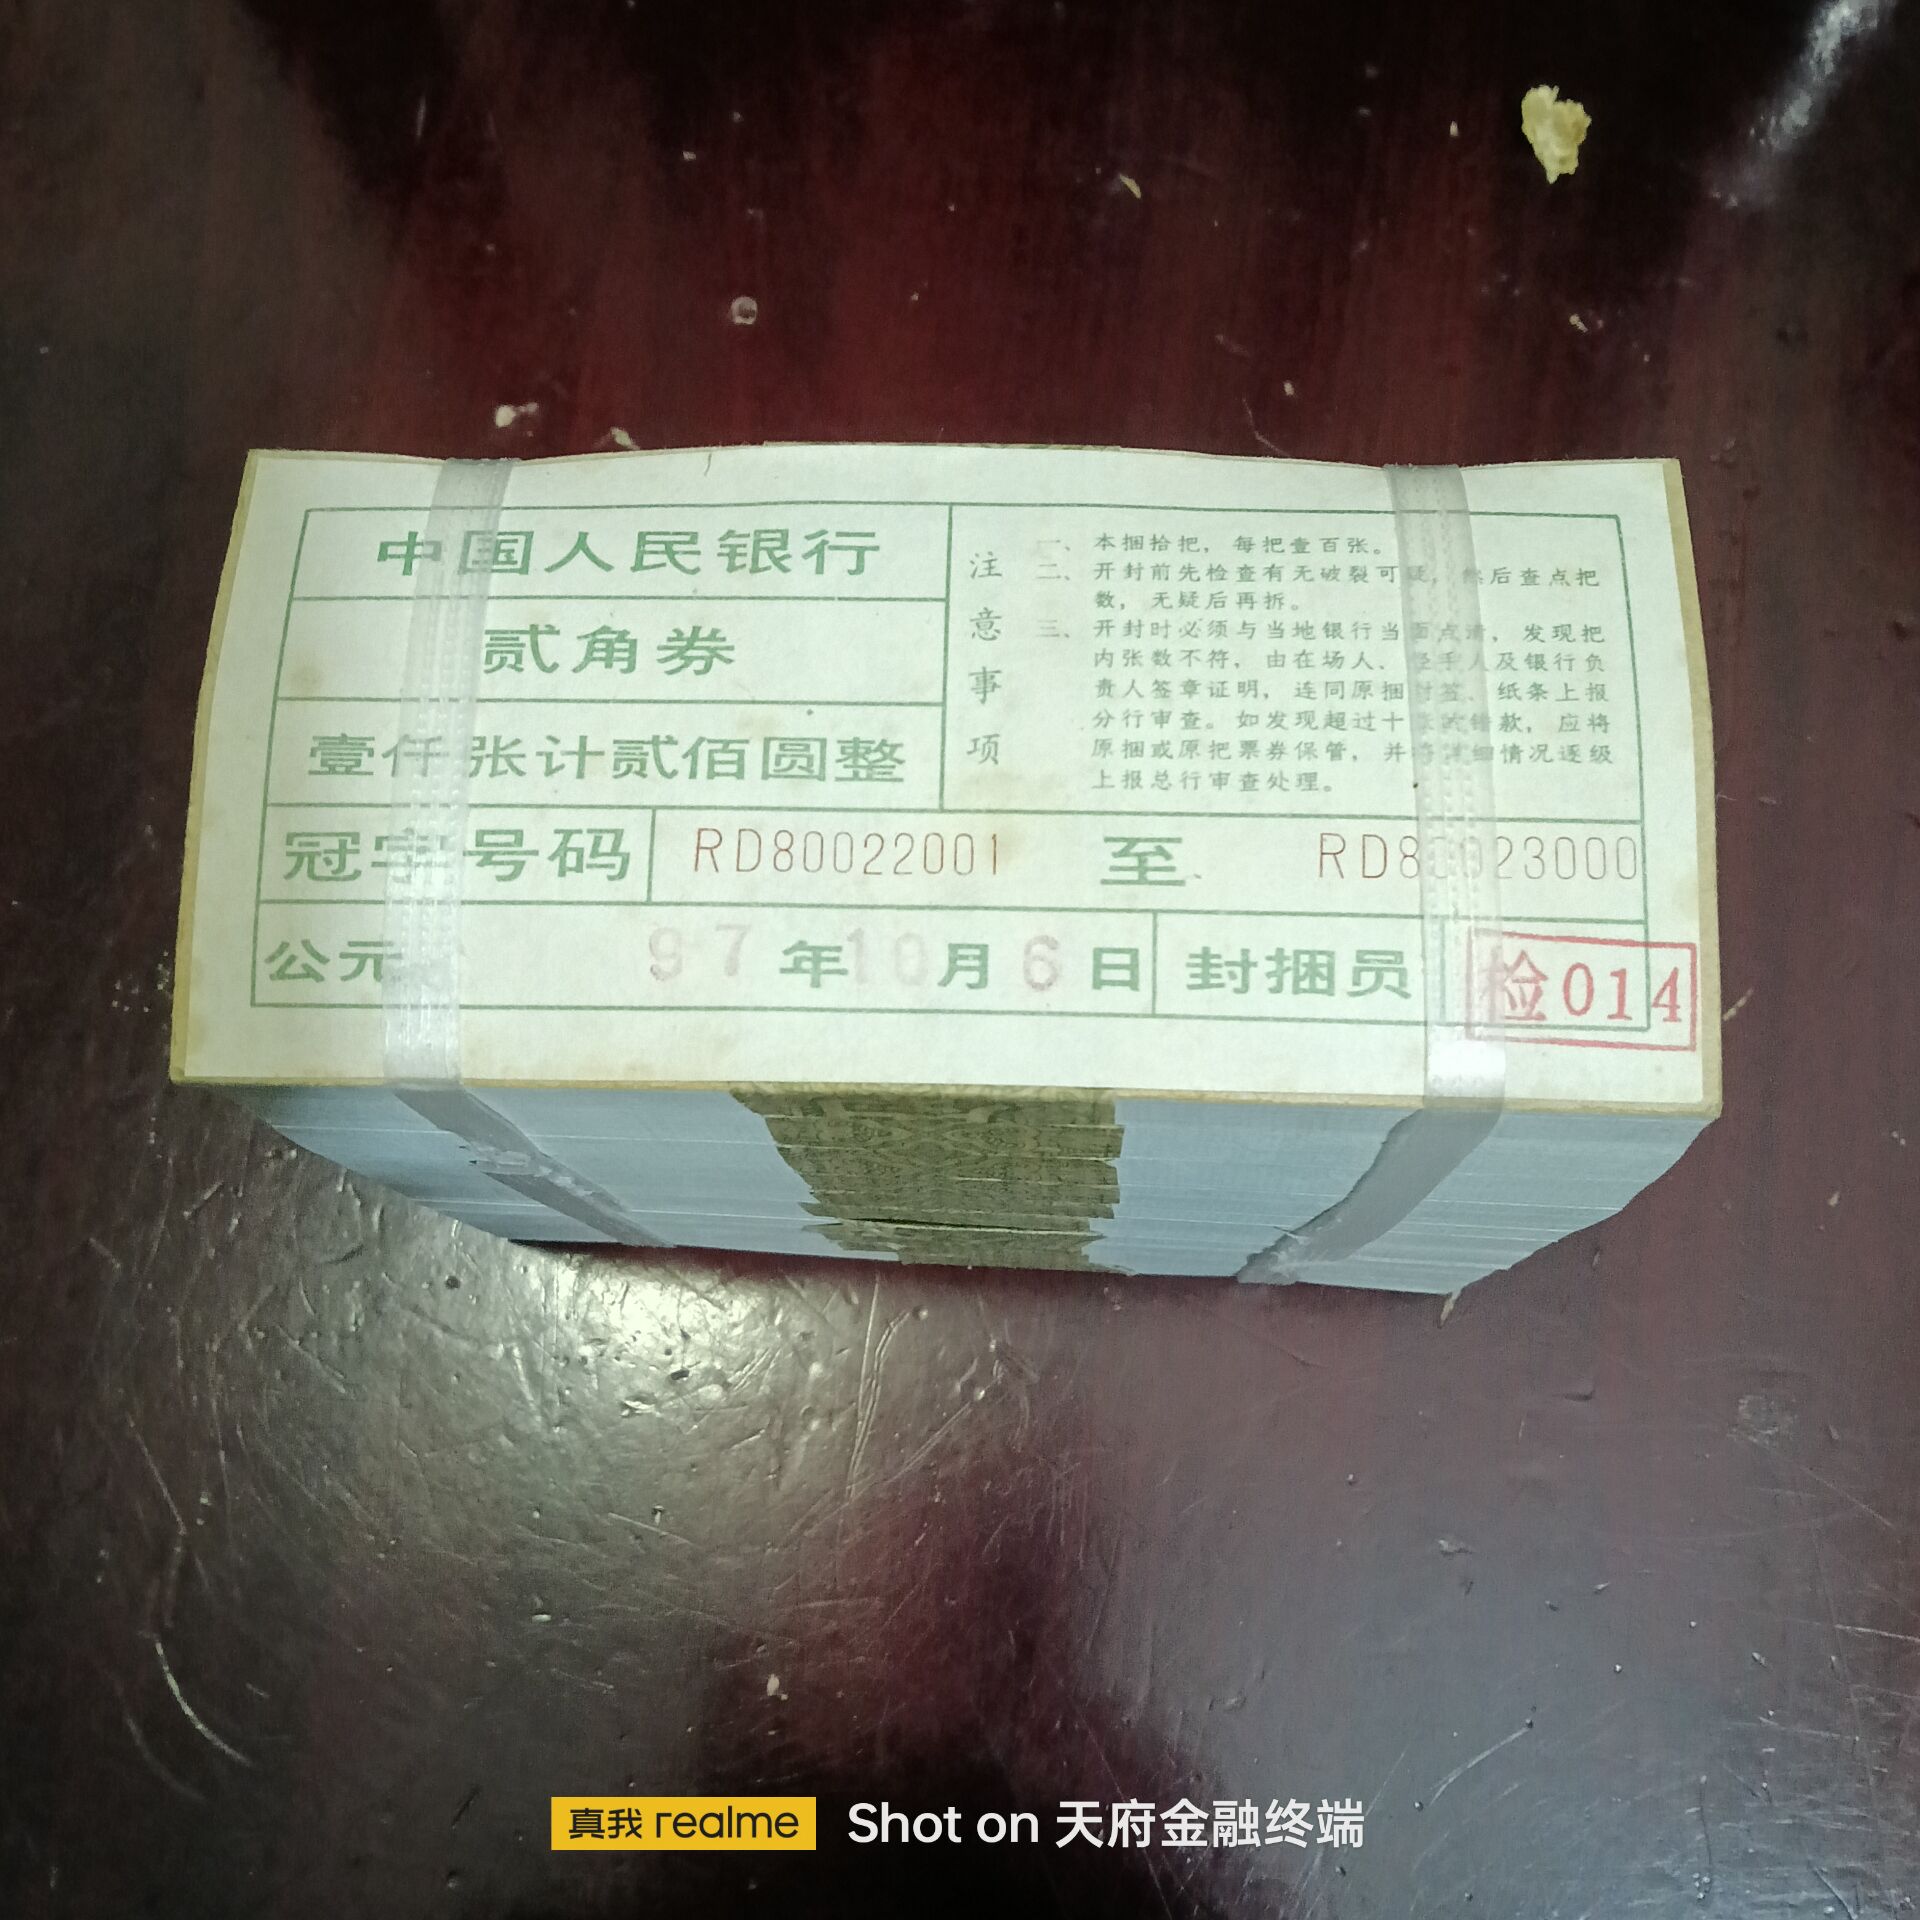 中国人民银行
贰角券
壹仟张计贰佰圆整
注意事项
一、本捆拾把，每把壹百张。
二、开封前先检查有无破裂可疑，然后查点把
数，无疑后再拆。
三、开封时必须与当地银行当面点清，发现把
内张数不符，由在场人、经手人及银行负
责人签章证明，连同原捆封签、纸条上报
分行审查。如发现超过十张的错款，应将
原捆或原把票券保管，并将详细情况逐级
上报总行审查处理。
冠字号码 RD80022001 至 RD80023000
公元 97年10月6日 封捆员 检014
真我 realme Shot on 天府金融终端